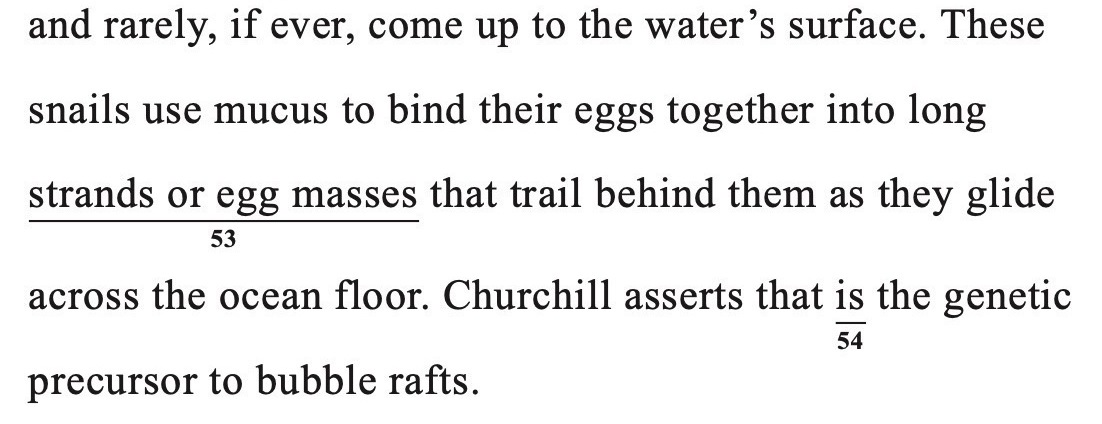 and rarely, if ever, come up to the water’s surface. These
snails use mucus to bind their eggs together into long
strands or egg masses that trail behind them as they glide
53
across the ocean floor. Churchill asserts that is the genetic
54
precursor to bubble rafts.